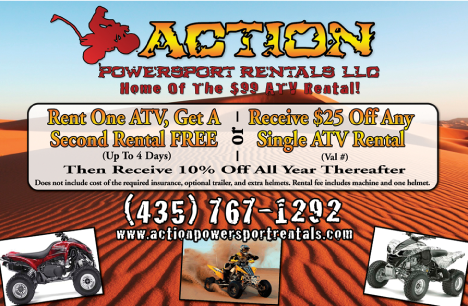 ACTION
POWERSPORT RENTALS LLC
Home Of The $99 ATV Rental!
Rent One ATV, Get A
Second Rental FREE
(Up To 4 Days)
or
Receive $25 Off Any
Single ATV Rental
(Val #)
Then Receive 10% Off All Year Thereafter
Does not include cost of the required insurance, optional trailer, and extra helmets. Rental fee includes machine and one helmet.
(435) 767-1292
www.actionpowersportrentals.com